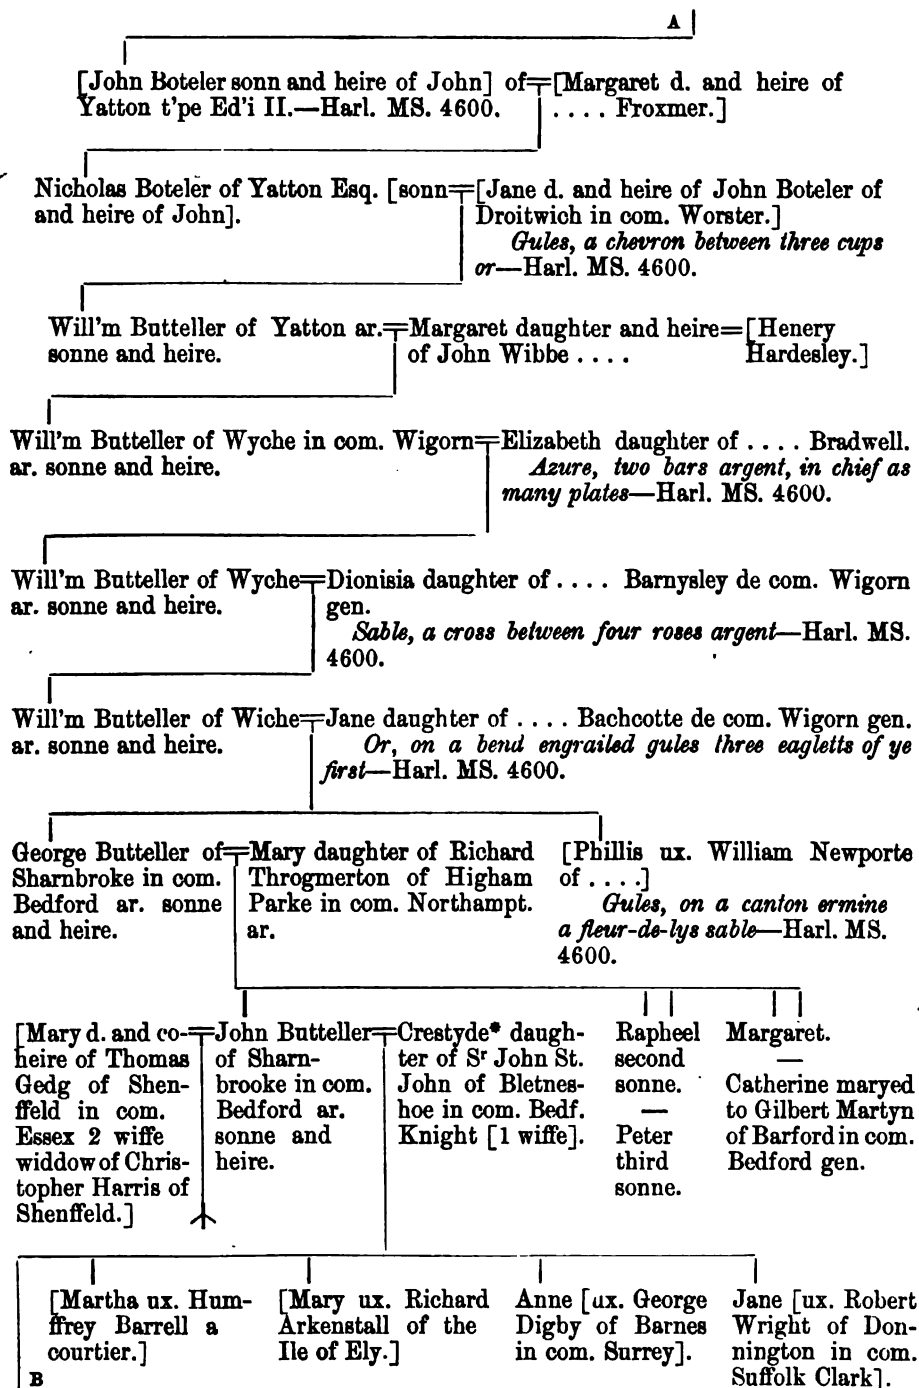 A
[John Boteler sonn and heire of John] of
Yatton t'pe Ed'i II.—Harl. MS. 4600.
[Margaret d. and heire of
. . . . Froxmer.]
Nicholas Boteler of Yatton Esq. [sonn
and heire of John].
[Jane d. and heire of John Boteler of
Droitwich in com. Worster.]
Gules, a chevron between three cups
or—Harl. MS. 4600.
Will'm Butteller of Yatton ar.
sonne and heire.
Margaret daughter and heire
of John Wibbe . . . .
[Henery
Hardesley.]
Will'm Butteller of Wyche in com. Wigorn
ar. sonne and heire.
Elizabeth daughter of . . . . Bradwell.
Azure, two bars argent, in chief as
many plates—Harl. MS. 4600.
Will'm Butteller of Wyche
ar. sonne and heire.
Dionisia daughter of . . . . Barnysley de com. Wigorn
gen.
Sable, a cross between four roses argent—Harl. MS.
4600.
Will'm Butteller of Wiche
ar. sonne and heire.
Jane daughter of . . . . Bachcotte de com. Wigorn gen.
Or, on a bend engrailed gules three eagletts of ye
first—Harl. MS. 4600.
George Butteller of
Sharnbroke in com.
Bedford ar. sonne
and heire.
Mary daughter of Richard
Throgmerton of Higham
Parke in com. Northampt.
ar.
[Phillis ux. William Newporte
of . . . .]
Gules, on a canton ermine
a fleur-de-lys sable—Harl. MS.
4600.
[Mary d. and co-
heire of Thomas
Gedg of Shen-
ffeld in com.
Essex 2 wiffe
widdow of Chris-
topher Harris of
Shenffeld.]
John Butteller
of Sharn-
brooke in com.
Bedford ar.
sonne and
heire.
Crestyde* daugh-
ter of Sr John St.
John of Bletnes-
hoe in com. Bedf.
Knight [1 wiffe].
Rapheel
second
sonne.
—
Peter
third
sonne.
Margaret.
—
Catherine maryed
to Gilbert Martyn
of Barford in com.
Bedford gen.
[Martha ux. Hum-
ffrey Barrell a
courtier.]
[Mary ux. Richard
Arkenstall of the
Ile of Ely.]
Anne [ux. George
Digby of Barnes
in com. Surrey].
Jane [ux. Robert
Wright of Don-
nington in com.
Suffolk Clark].
B